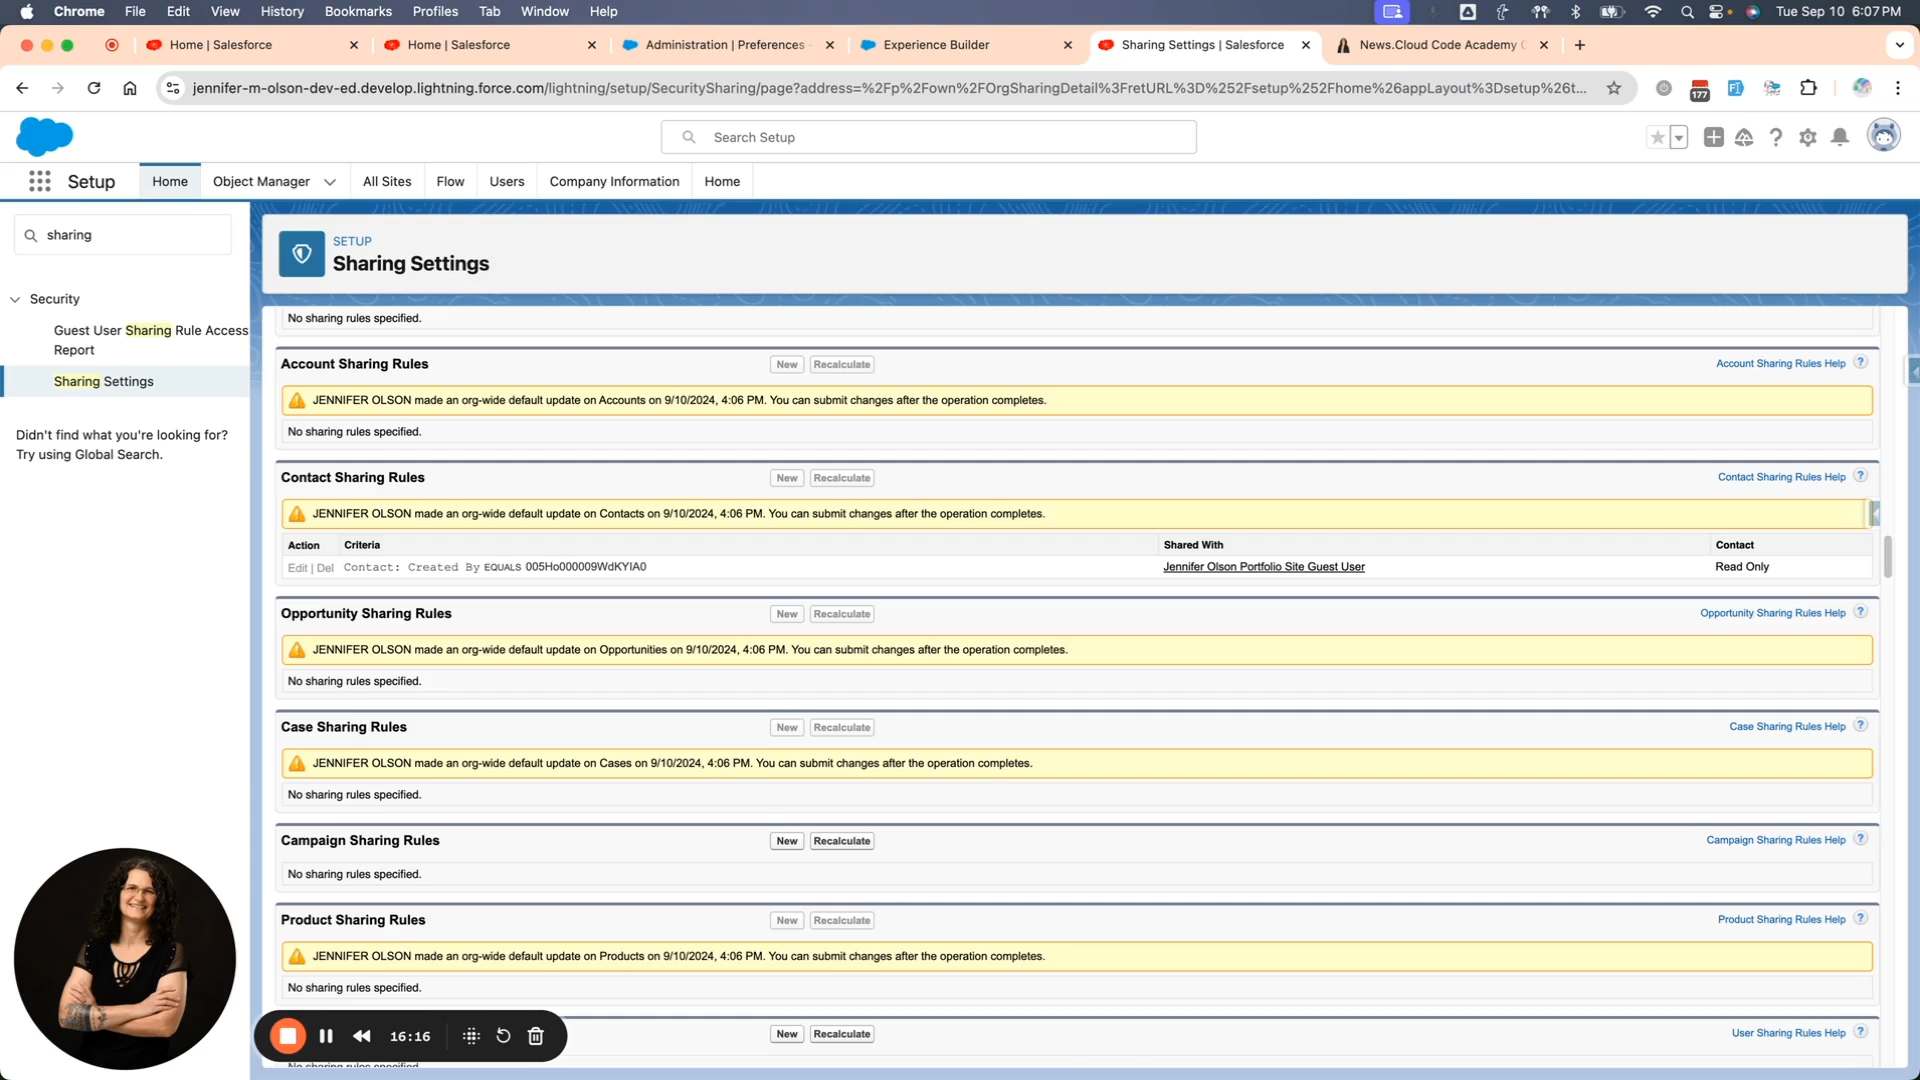 Chrome File Edit View History Bookmarks Profiles Tab Window Help Tue Sep 10 6:07 PM
Home | Salesforce Home | Salesforce Administration | Preferences Experience Builder Sharing Settings | Salesforce News.Cloud Code Academy
jennifer-m-olson-dev-ed.develop.lightning.force.com/lightning/setup/SecuritySharing/page?address=%2Fp%2Fown%2FOrgSharingDetail%3FretURL%3D%252Fsetup%252Fhome%26appLayout%3Dsetup%26t... 177
Search Setup
Setup Home Object Manager All Sites Flow Users Company Information Home
sharing
Security
Guest User Sharing Rule Access Report
Sharing Settings
Didn't find what you're looking for?
Try using Global Search.
SETUP
Sharing Settings
No sharing rules specified.
Account Sharing Rules New Recalculate Account Sharing Rules Help ?
JENNIFER OLSON made an org-wide default update on Accounts on 9/10/2024, 4:06 PM. You can submit changes after the operation completes.
No sharing rules specified.
Contact Sharing Rules New Recalculate Contact Sharing Rules Help ?
JENNIFER OLSON made an org-wide default update on Contacts on 9/10/2024, 4:06 PM. You can submit changes after the operation completes.
Action Criteria Shared With Contact
Edit | Del Contact: Created By EQUALS 005Ho000009WdKYIA0 Jennifer Olson Portfolio Site Guest User Read Only
Opportunity Sharing Rules New Recalculate Opportunity Sharing Rules Help ?
JENNIFER OLSON made an org-wide default update on Opportunities on 9/10/2024, 4:06 PM. You can submit changes after the operation completes.
No sharing rules specified.
Case Sharing Rules New Recalculate Case Sharing Rules Help ?
JENNIFER OLSON made an org-wide default update on Cases on 9/10/2024, 4:06 PM. You can submit changes after the operation completes.
No sharing rules specified.
Campaign Sharing Rules New Recalculate Campaign Sharing Rules Help ?
No sharing rules specified.
Product Sharing Rules New Recalculate Product Sharing Rules Help ?
JENNIFER OLSON made an org-wide default update on Products on 9/10/2024, 4:06 PM. You can submit changes after the operation completes.
No sharing rules specified.
New Recalculate User Sharing Rules Help ?
16:16